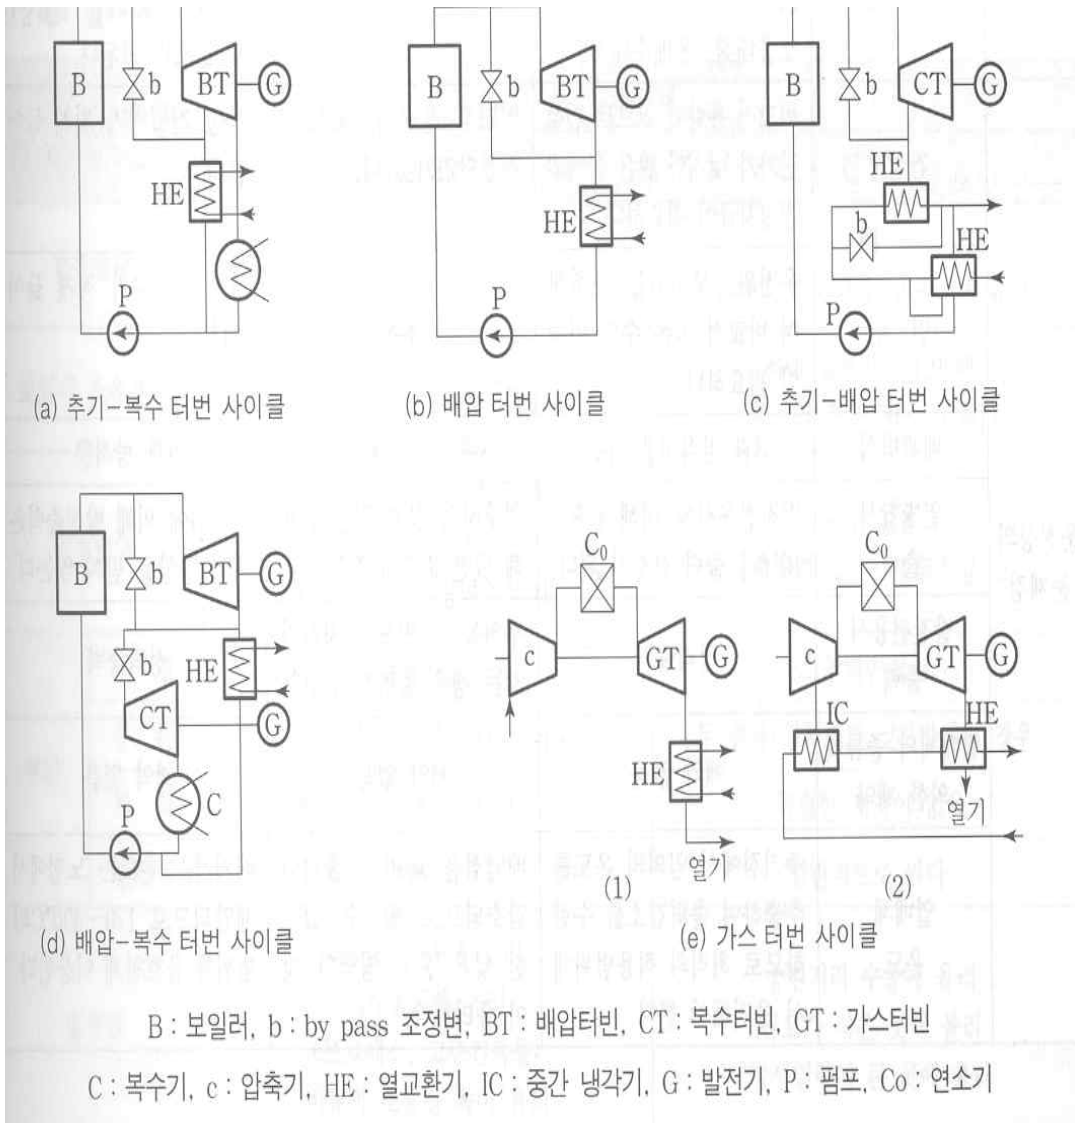 B
b
BT
G
HE
P
(a) 추기-복수 터번 사이클
B
b
BT
G
HE
P
(b) 배압 터번 사이클
B
b
CT
G
HE
b
HE
P
(c) 추기-배압 터번 사이클
B
b
BT
G
b
HE
CT
G
C
P
(d) 배압-복수 터번 사이클
C₀
c
GT
G
HE
열기
(1)
C₀
c
GT
G
IC
HE
열기
(2)
(e) 가스 터번 사이클
B : 보일러, b : by pass 조정변, BT : 배압터빈, CT : 복수터빈, GT : 가스터빈
C : 복수기, c : 압축기, HE : 열교환기, IC : 중간 냉각기, G : 발전기, P : 펌프, Co : 연소기